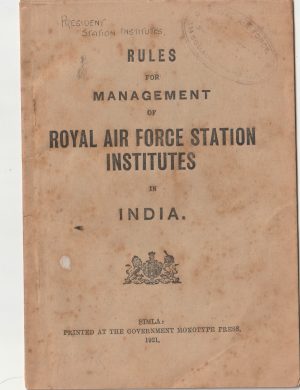 PRESIDENT
STATION INSTITUTES.
RULES
FOR
MANAGEMENT
OF
ROYAL AIR FORCE STATION
INSTITUTES
IN
INDIA.
SIMLA:
PRINTED AT THE GOVERNMENT MONOTYPE PRESS,
1921.